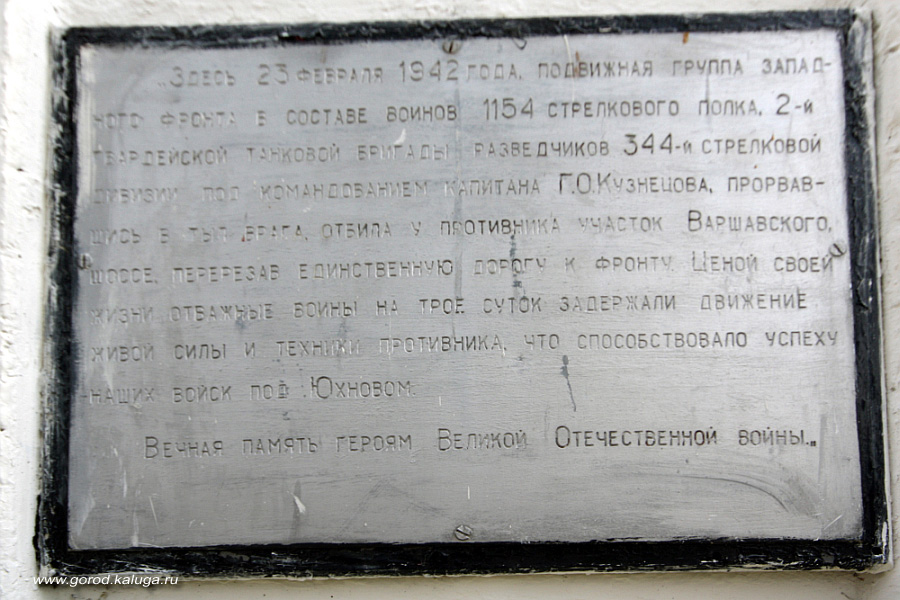 „Здесь 23 февраля 1942 года, подвижная группа Запад-
ного фронта в составе воинов 1154 стрелкового полка, 2-й
гвардейской танковой бригады разведчиков 344-й стрелковой
дивизии под командованием капитана Г.О.Кузнецова, прорвав-
шись в тыл врага, отбила у противника участок Варшавского,
шоссе, перерезав единственную дорогу к фронту. Ценой своей
жизни отважные воины на трое суток задержали движение
живой силы и техники противника, что способствовало успеху
наших войск под Юхновом.
Вечная память героям Великой Отечественной войны.„
www.gorod.kaluga.ru